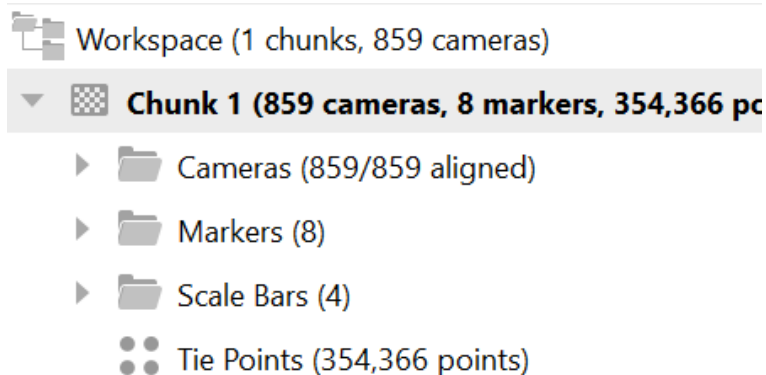 Workspace (1 chunks, 859 cameras)
Chunk 1 (859 cameras, 8 markers, 354,366
Cameras (859/859 aligned)
Markers (8)
Scale Bars (4)
Tie Points (354,366 points)